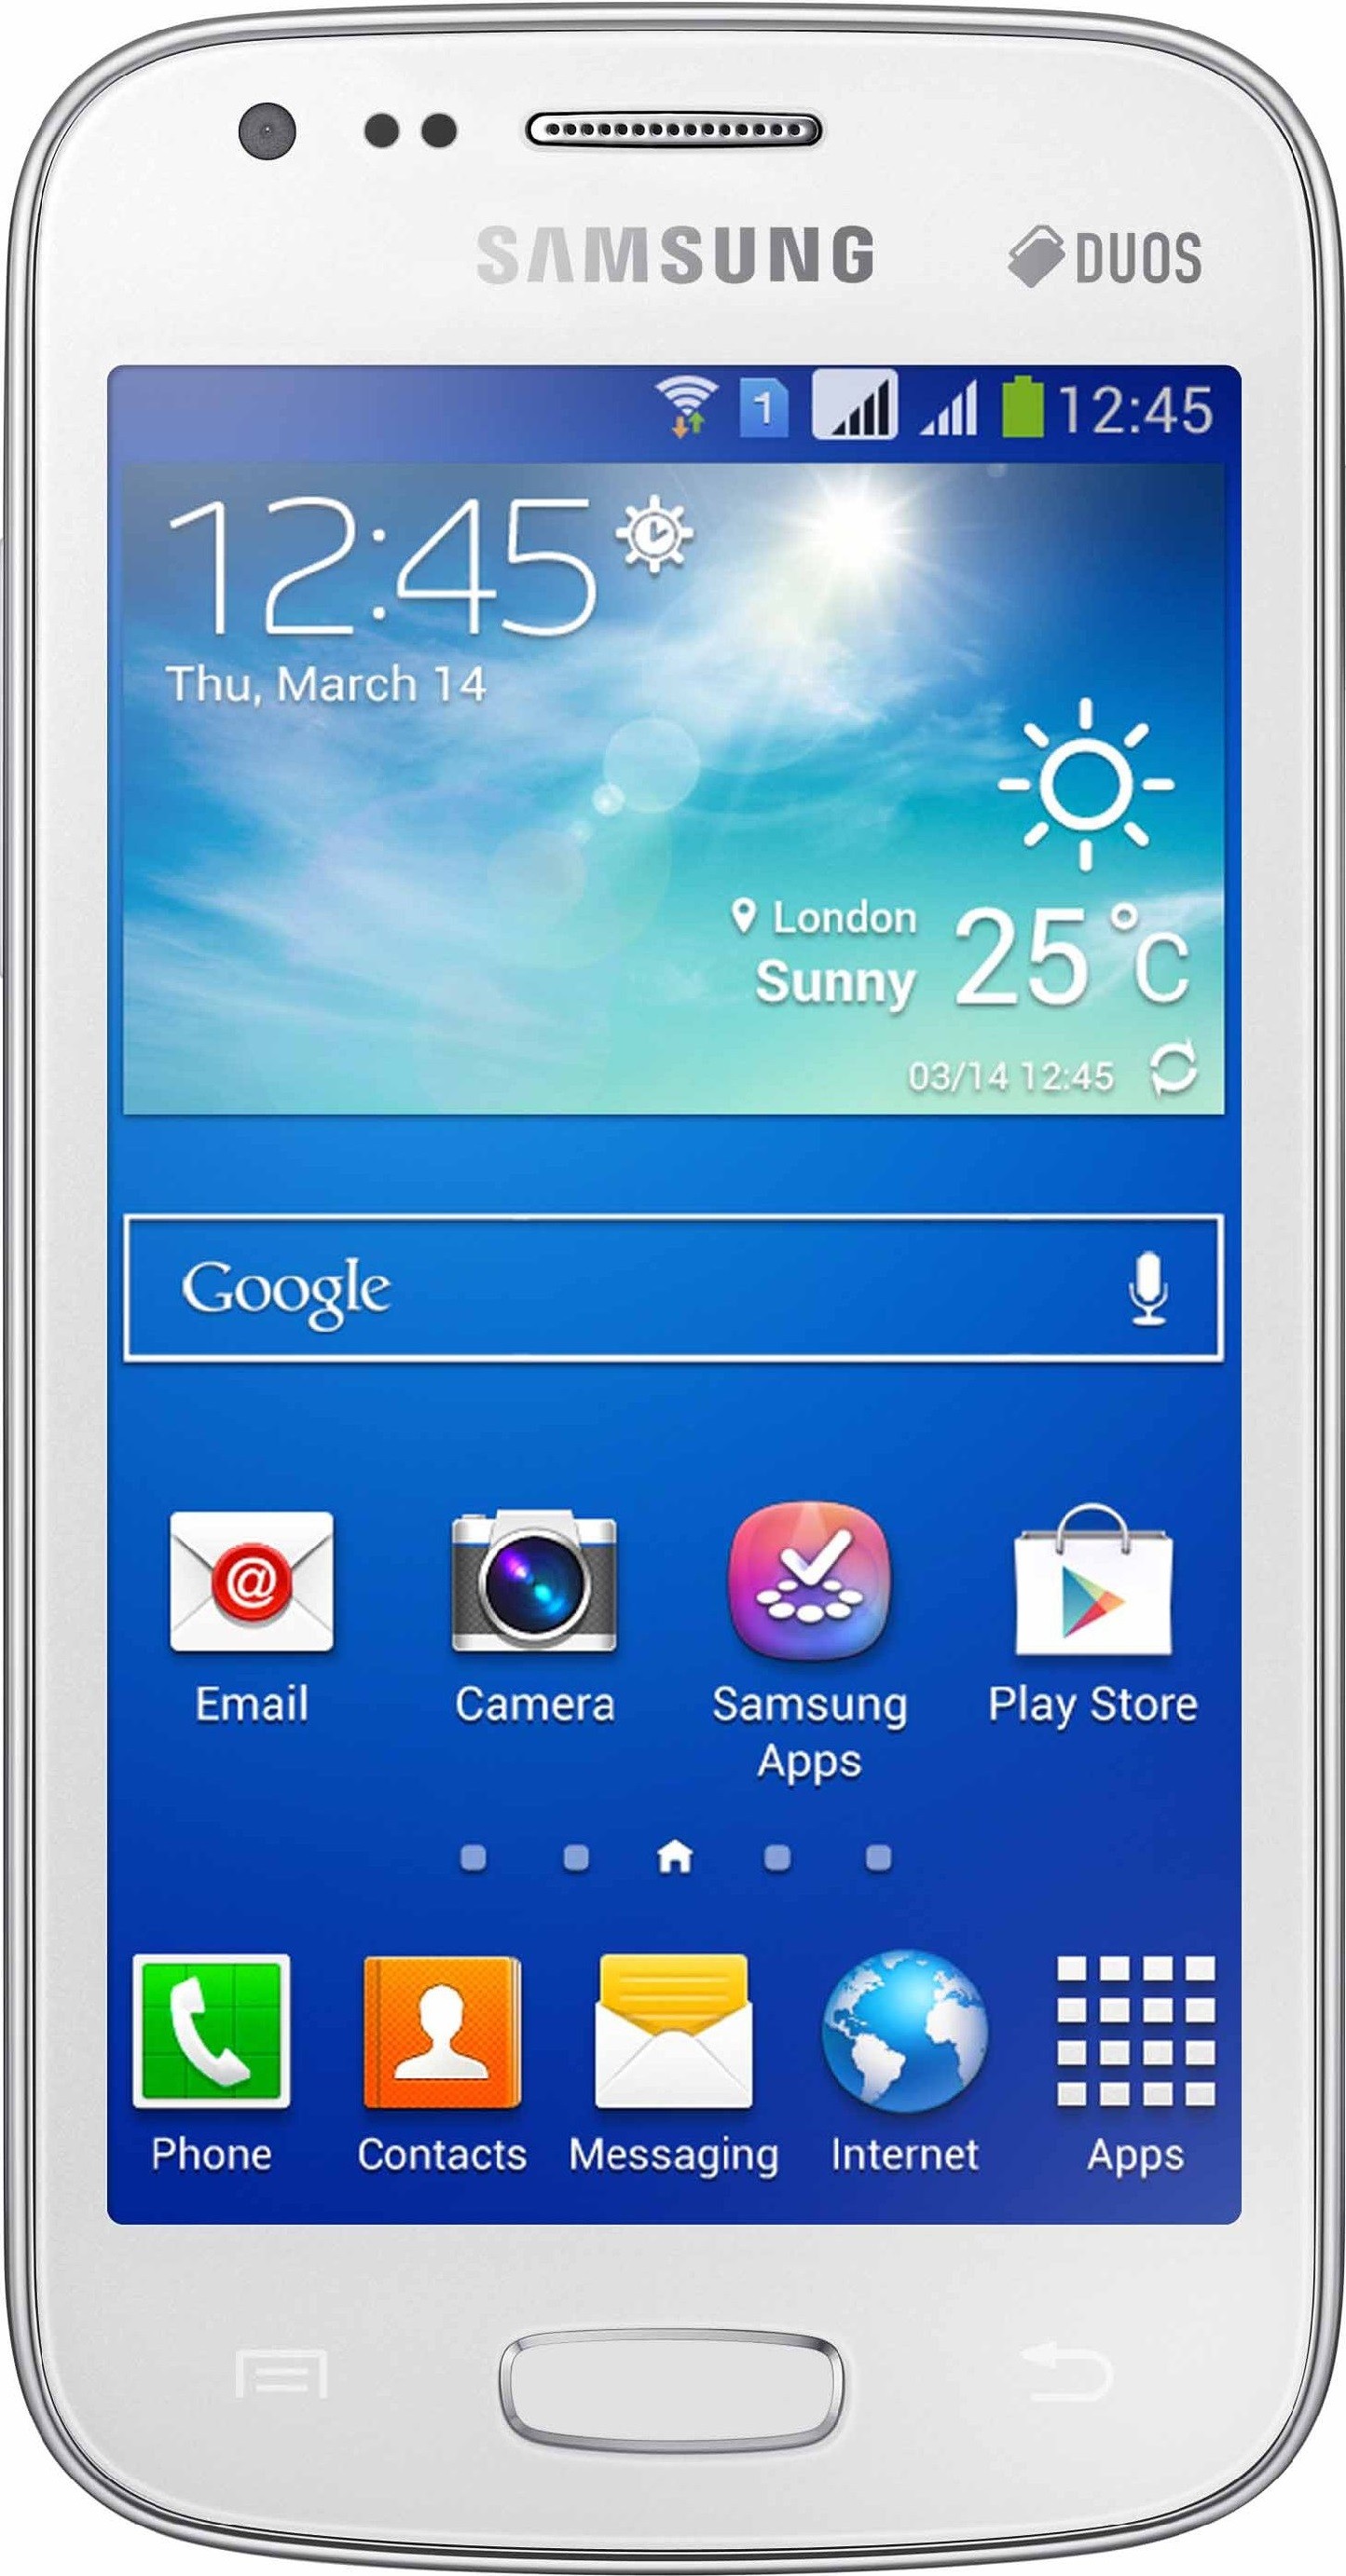 SAMSUNG DUOS
1 12:45
12:45
Thu, March 14
London
Sunny 25°C
03/14 12:45
Google
@
Email Camera Samsung Apps Play Store
Phone Contacts Messaging Internet Apps